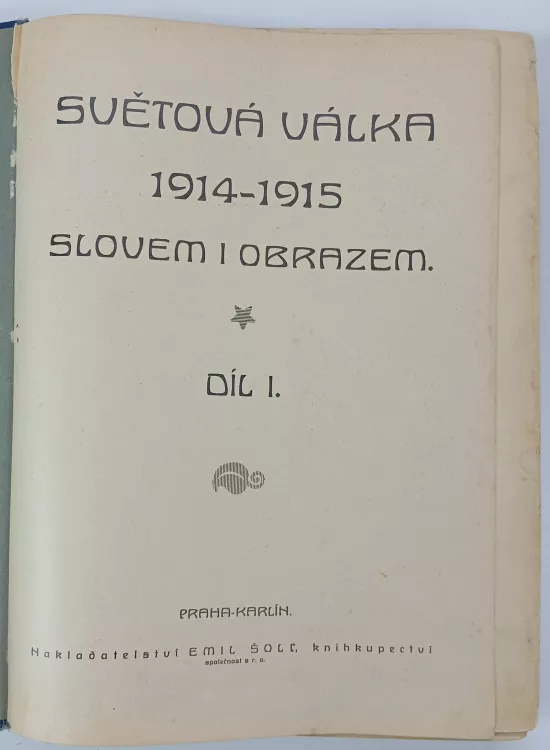 SVĚTOVÁ VÁLKA
1914-1915
SLOVEM I OBRAZEM.
DÍL I.
PRAHA-KARLÍN.
Nakladatelství EMIL ŠOLC, knihkupectví
společnost s r. o.